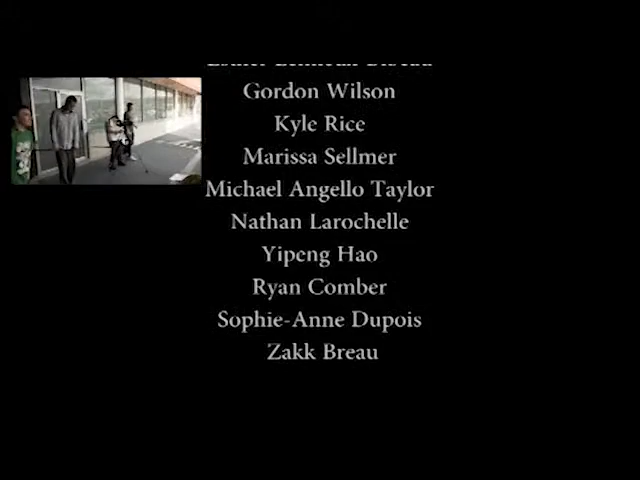 Gordon Wilson
Kyle Rice
Marissa Sellmer
Michael Angello Taylor
Nathan Larochelle
Yipeng Hao
Ryan Comber
Sophie-Anne Dupois
Zakk Breau